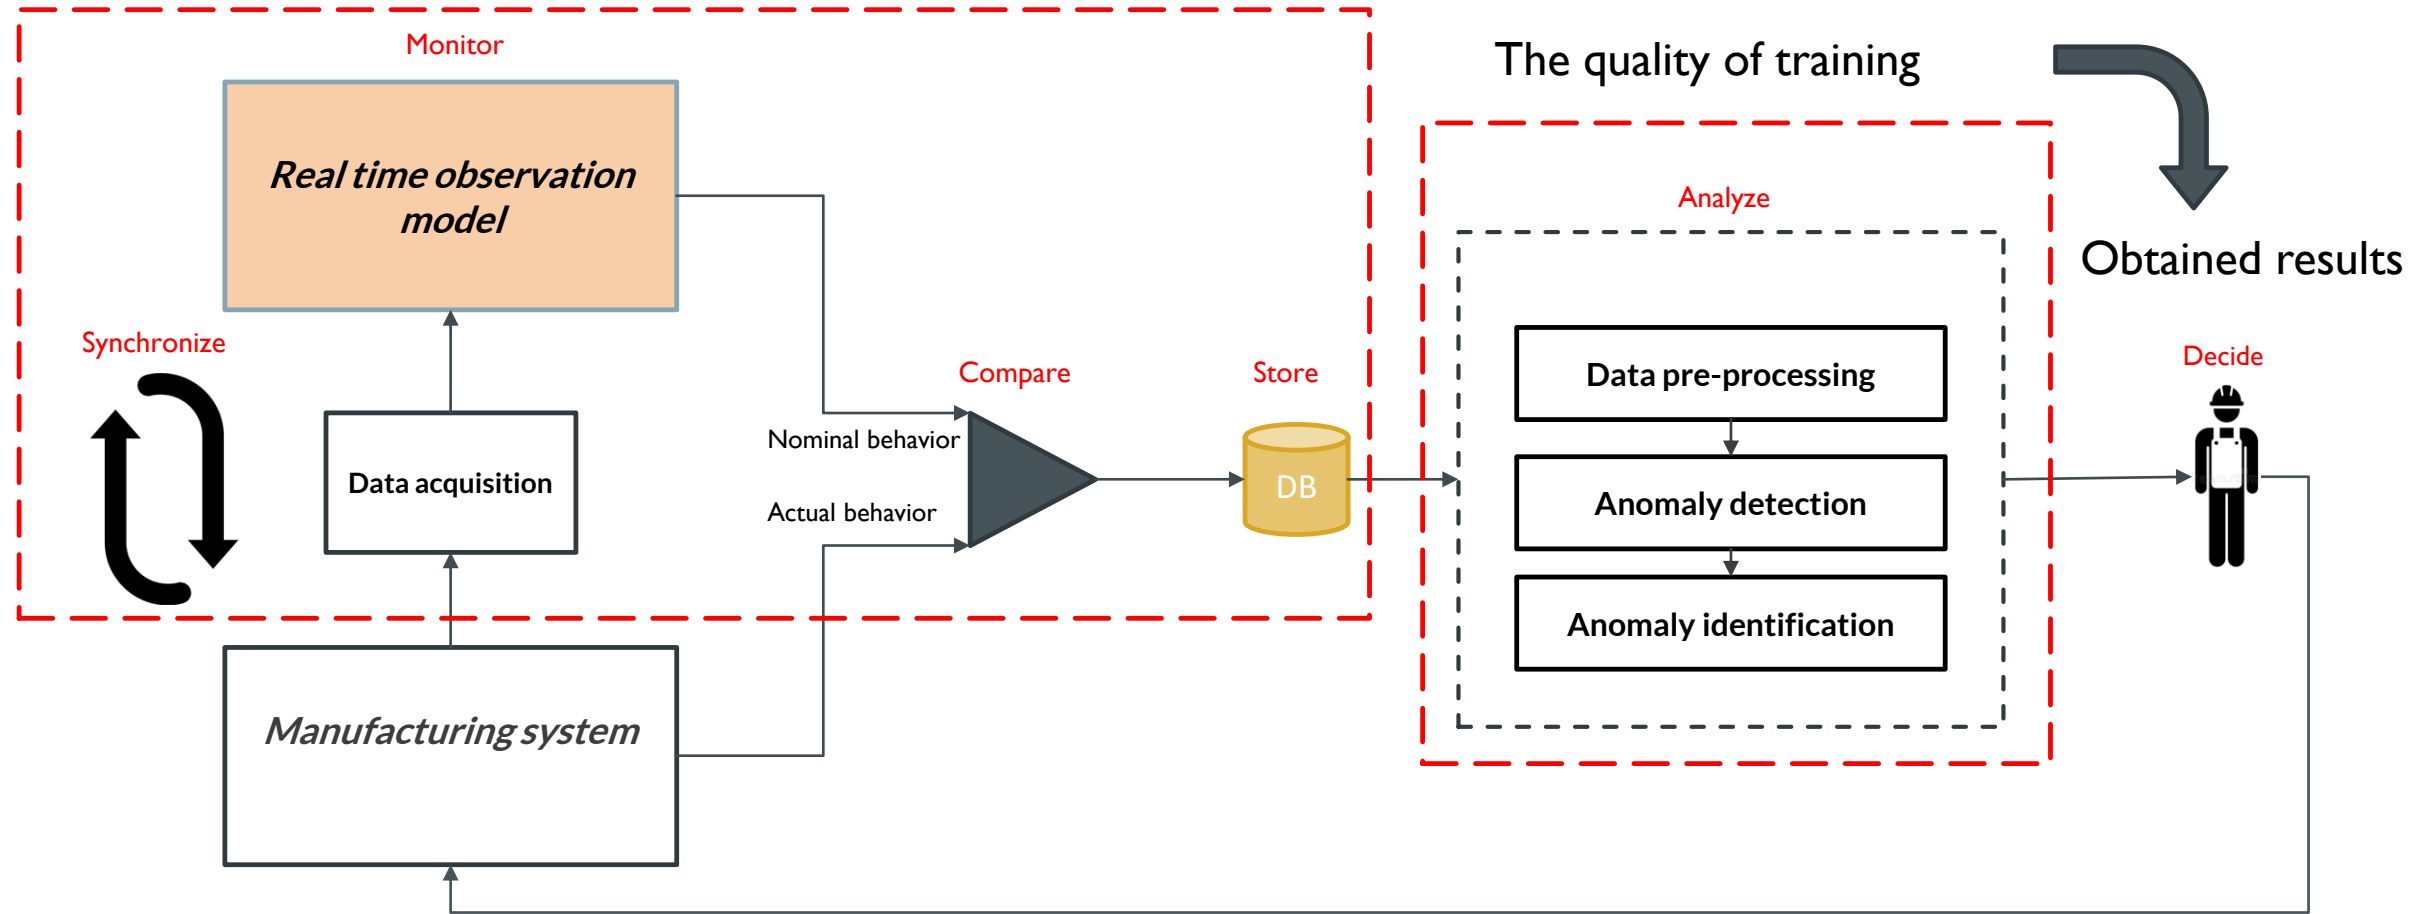 Monitor
The quality of training
Real time observation
model
Analyze
Obtained results
Synchronize
Compare
Store
Decide
Data pre-processing
Nominal behavior
Data acquisition
DB
Anomaly detection
Actual behavior
Anomaly identification
Manufacturing system